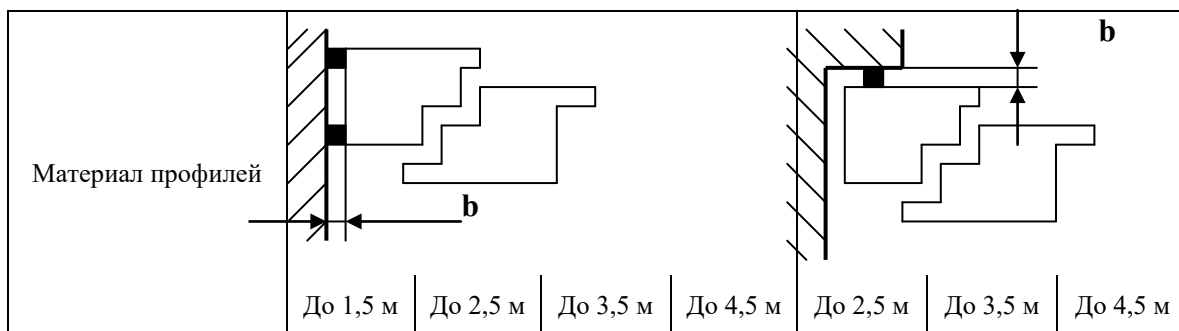 b
Материал профилей
b
До 1,5 м До 2,5 м До 3,5 м До 4,5 м До 2,5 м До 3,5 м До 4,5 м